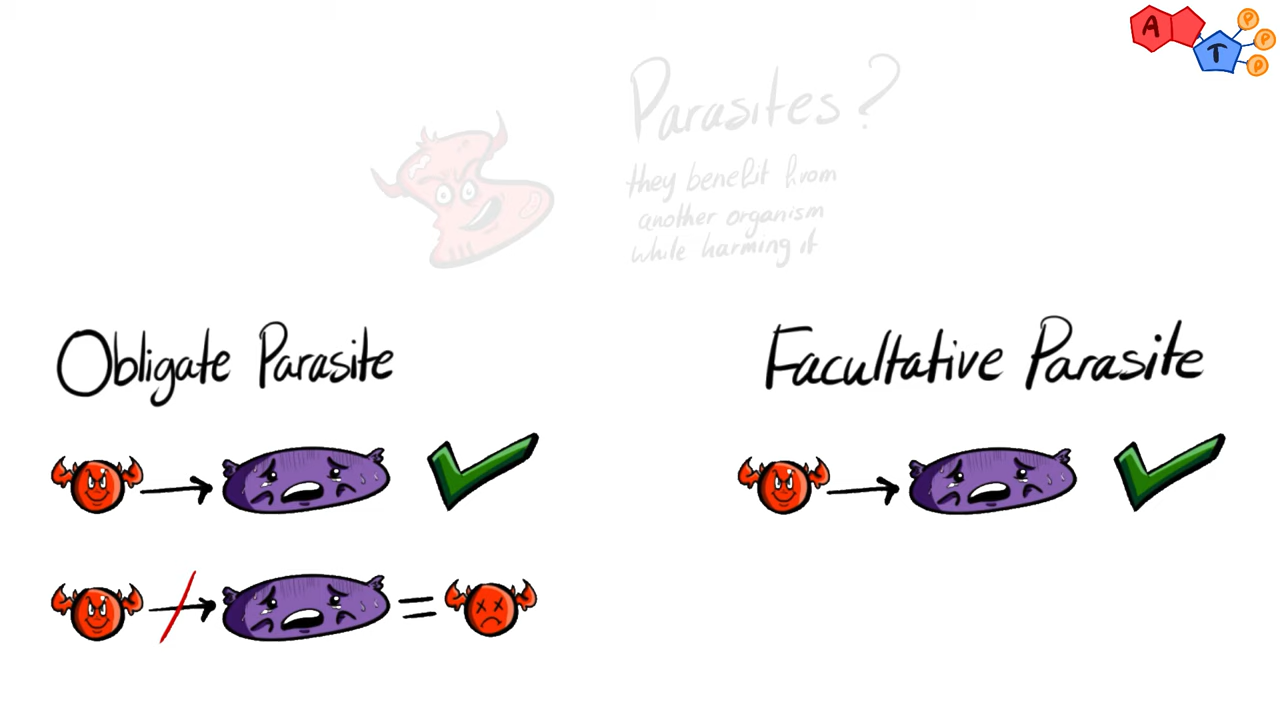 A
T
P
P
P
Parasites?
they benefit from
another organism
while harming it
Obligate Parasite
Facultative Parasite